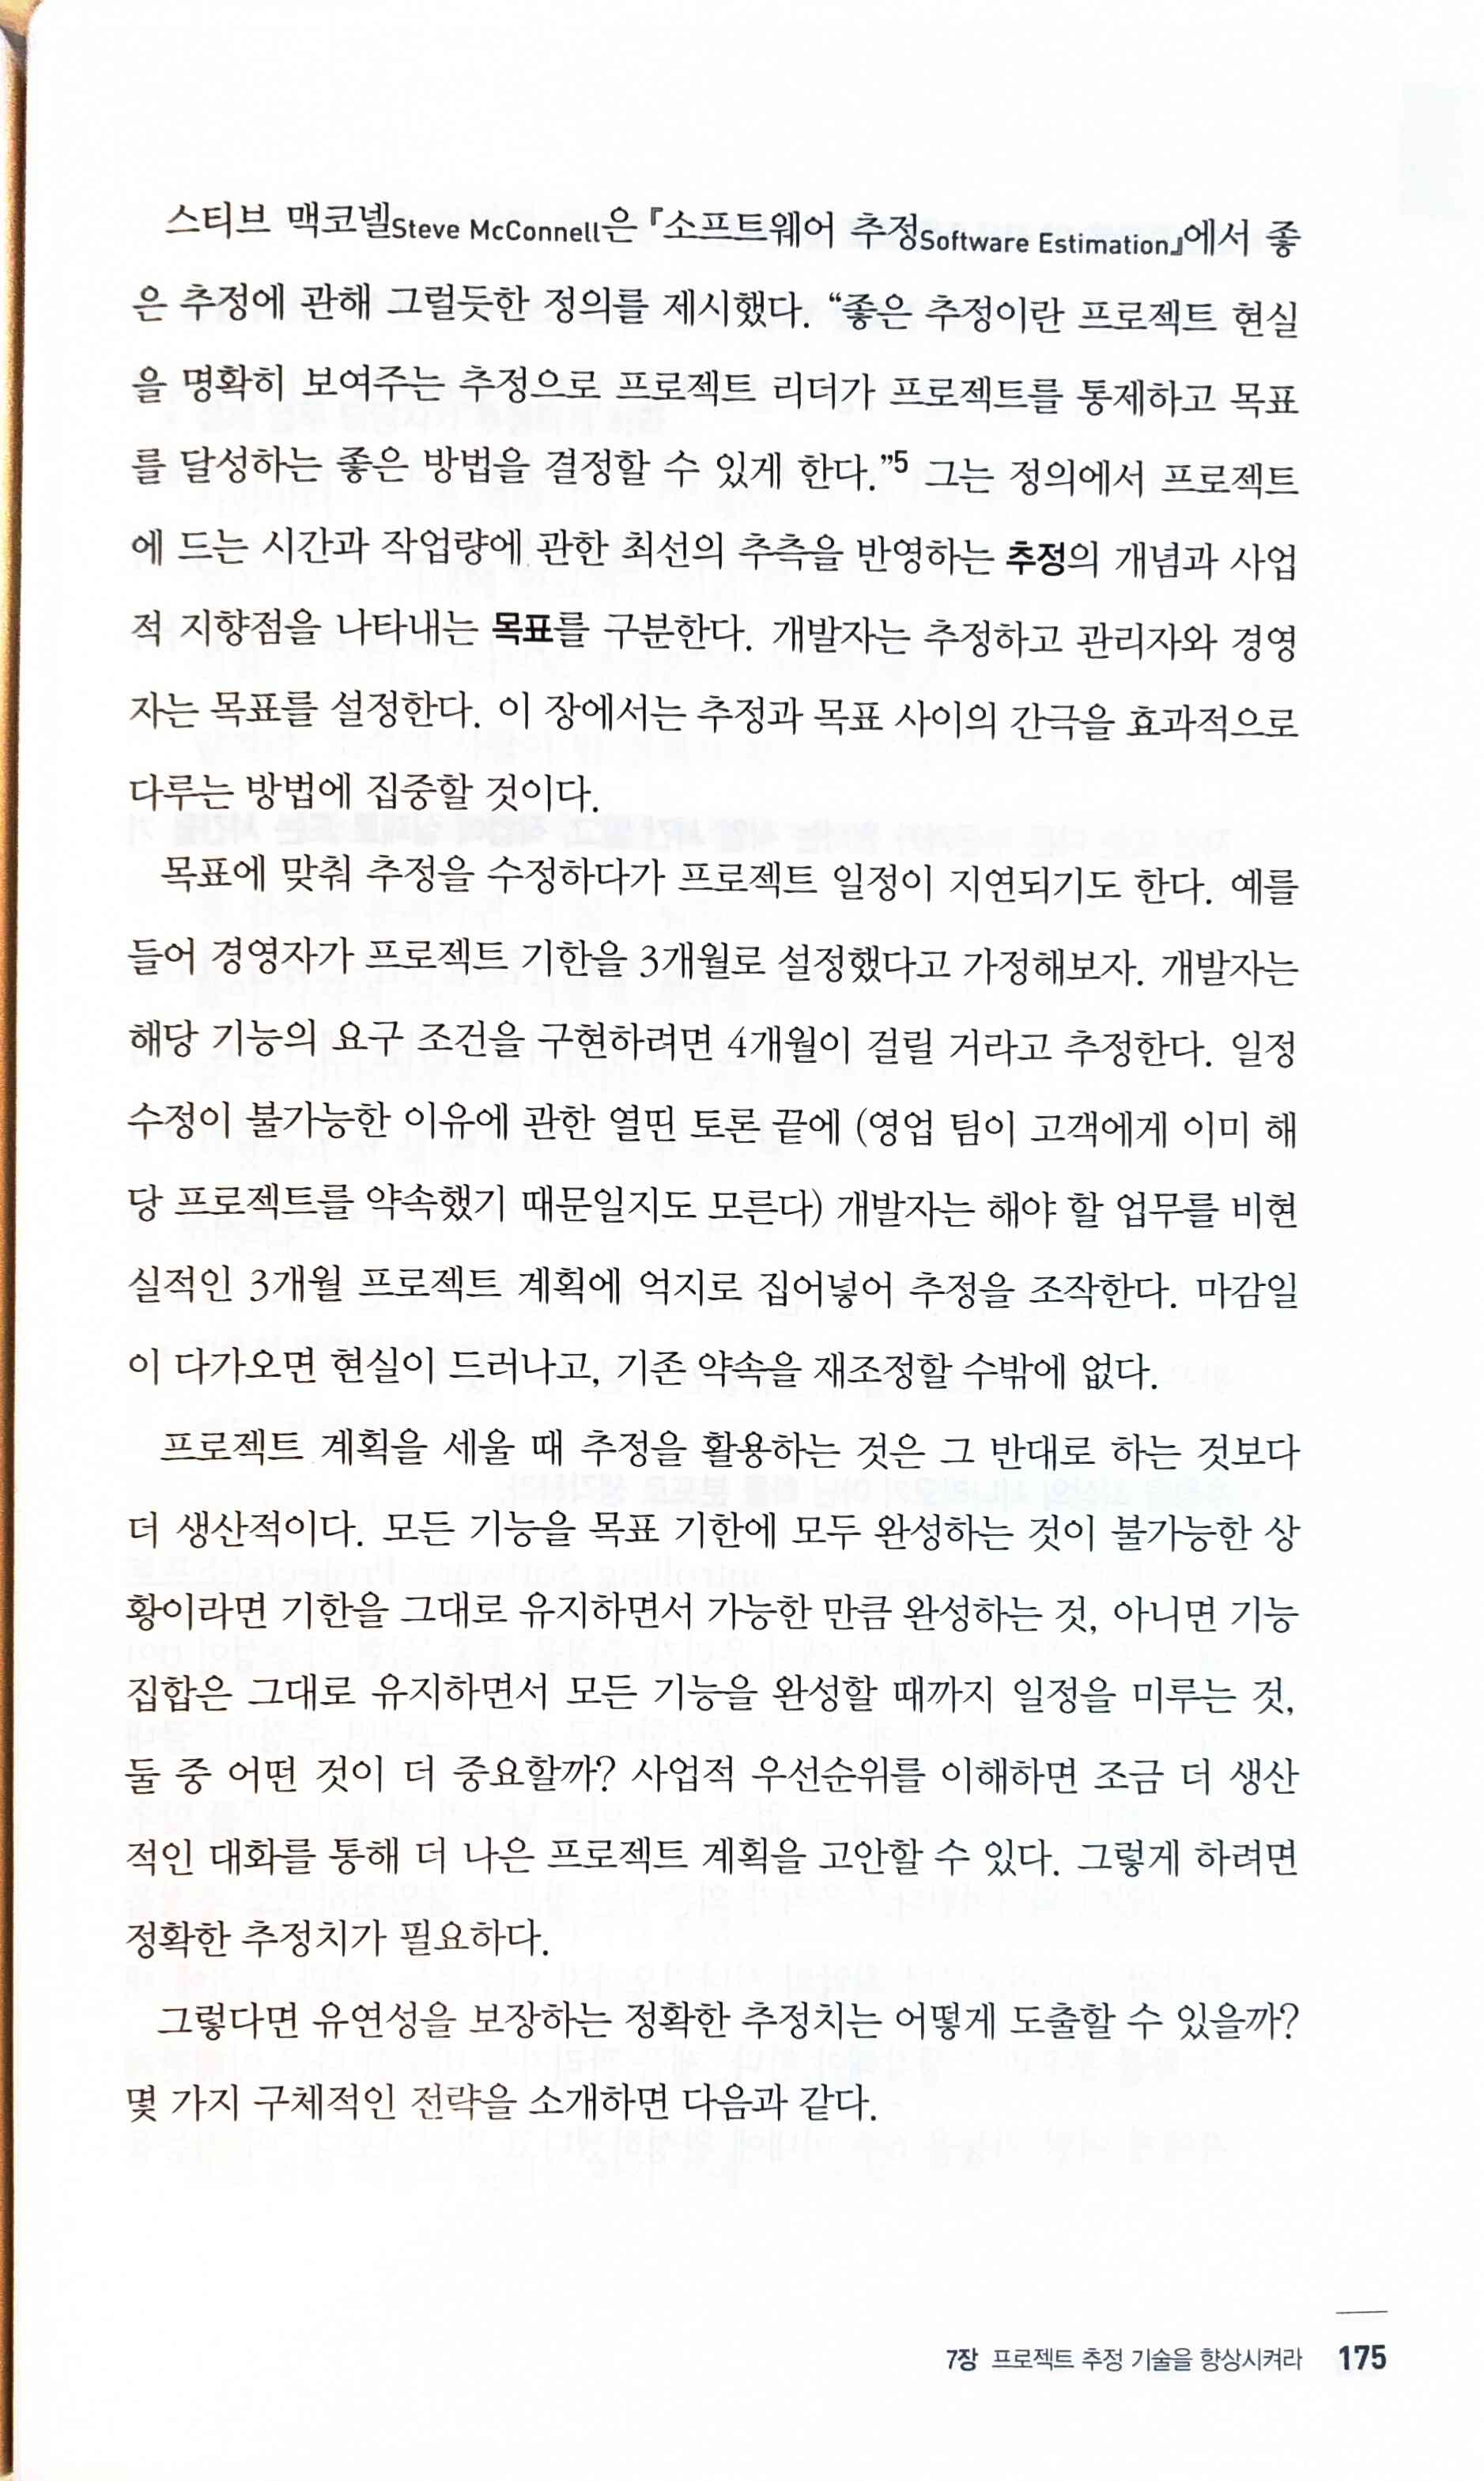 스티브 맥코넬Steve McConnell은『소프트웨어 추정Software Estimation』에서 좋
은 추정에 관해 그럴듯한 정의를 제시했다. “좋은 추정이란 프로젝트 현실
을 명확히 보여주는 추정으로 프로젝트 리더가 프로젝트를 통제하고 목표
를 달성하는 좋은 방법을 결정할 수 있게 한다.”5 그는 정의에서 프로젝트
에 드는 시간과 작업량에 관한 최선의 추측을 반영하는 추정의 개념과 사업
적 지향점을 나타내는 목표를 구분한다. 개발자는 추정하고 관리자와 경영
자는 목표를 설정한다. 이 장에서는 추정과 목표 사이의 간극을 효과적으로
다루는 방법에 집중할 것이다.
목표에 맞춰 추정을 수정하다가 프로젝트 일정이 지연되기도 한다. 예를
들어 경영자가 프로젝트 기한을 3개월로 설정했다고 가정해보자. 개발자는
해당 기능의 요구 조건을 구현하려면 4개월이 걸릴 거라고 추정한다. 일정
수정이 불가능한 이유에 관한 열띤 토론 끝에 (영업 팀이 고객에게 이미 해
당 프로젝트를 약속했기 때문일지도 모른다) 개발자는 해야 할 업무를 비현
실적인 3개월 프로젝트 계획에 억지로 집어넣어 추정을 조작한다. 마감일
이 다가오면 현실이 드러나고, 기존 약속을 재조정할 수밖에 없다.
프로젝트 계획을 세울 때 추정을 활용하는 것은 그 반대로 하는 것보다
더 생산적이다. 모든 기능을 목표 기한에 모두 완성하는 것이 불가능한 상
황이라면 기한을 그대로 유지하면서 가능한 만큼 완성하는 것, 아니면 기능
집합은 그대로 유지하면서 모든 기능을 완성할 때까지 일정을 미루는 것,
둘 중 어떤 것이 더 중요할까? 사업적 우선순위를 이해하면 조금 더 생산
적인 대화를 통해 더 나은 프로젝트 계획을 고안할 수 있다. 그렇게 하려면
정확한 추정치가 필요하다.
그렇다면 유연성을 보장하는 정확한 추정치는 어떻게 도출할 수 있을까?
몇 가지 구체적인 전략을 소개하면 다음과 같다.
7장 프로젝트 추정 기술을 향상시켜라 175